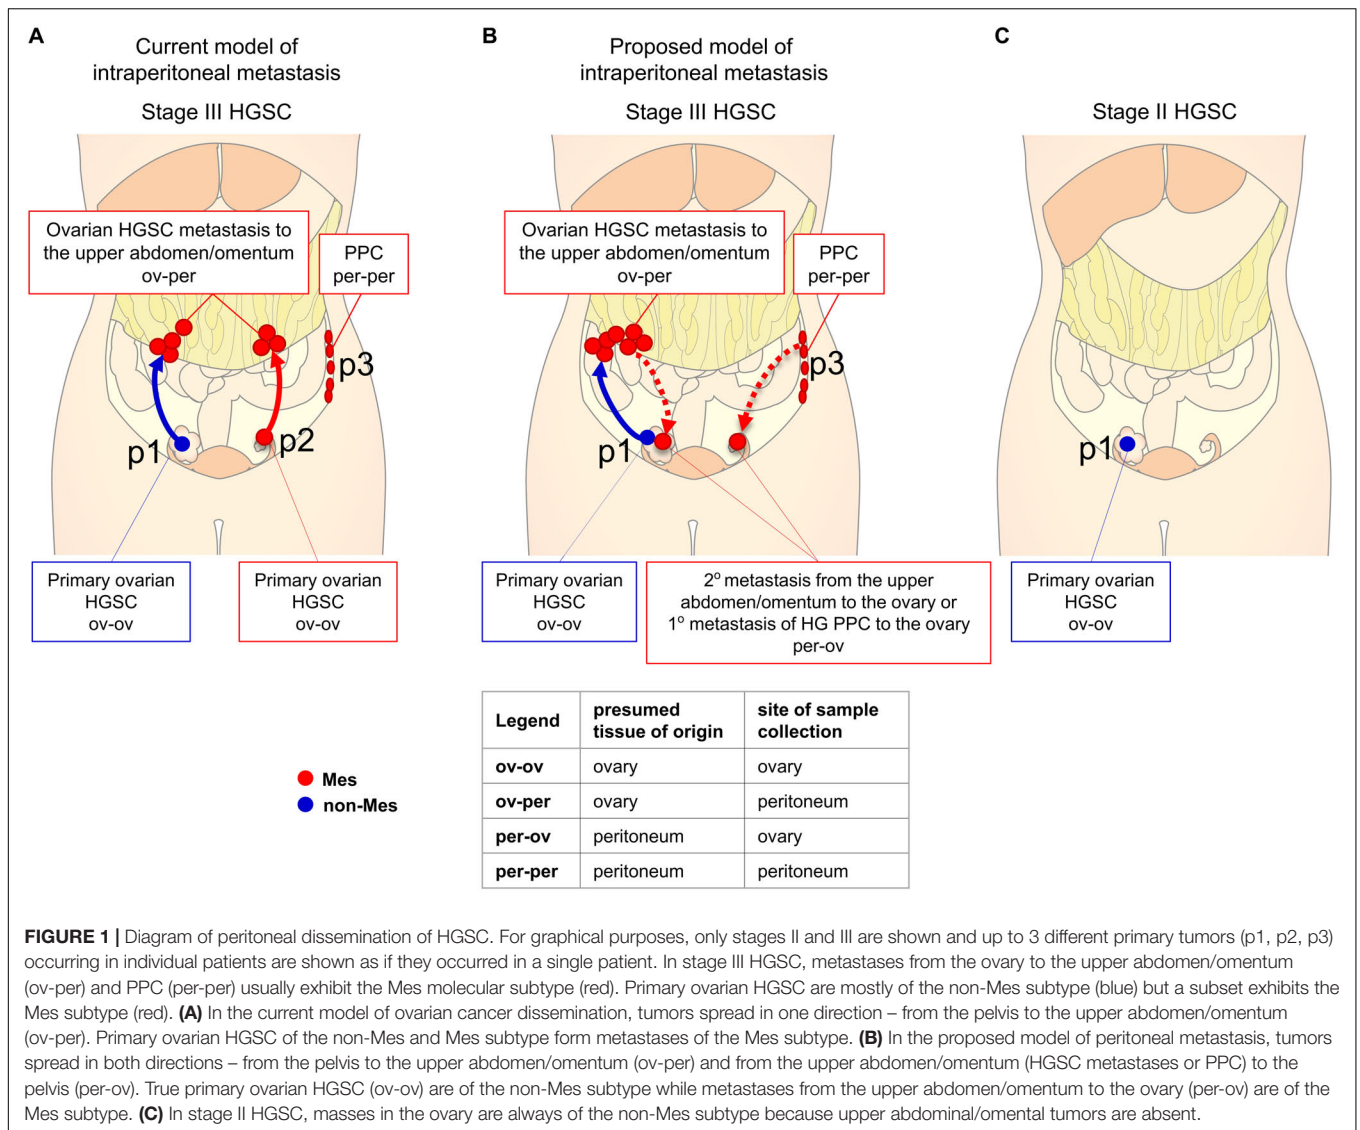 A
Current model of
intraperitoneal metastasis
Stage III HGSC
Ovarian HGSC metastasis to
the upper abdomen/omentum
ov-per
PPC
per-per
p3
p1
p2
Primary ovarian
HGSC
ov-ov
Primary ovarian
HGSC
ov-ov
B
Proposed model of
intraperitoneal metastasis
Stage III HGSC
Ovarian HGSC metastasis to
the upper abdomen/omentum
ov-per
PPC
per-per
p3
p1
Primary ovarian
HGSC
ov-ov
2º metastasis from the upper
abdomen/omentum to the ovary or
1º metastasis of HG PPC to the ovary
per-ov
C
Stage II HGSC
p1
Primary ovarian
HGSC
ov-ov
Mes
non-Mes
Legend presumed tissue of origin site of sample collection
ov-ov ovary ovary
ov-per ovary peritoneum
per-ov peritoneum ovary
per-per peritoneum peritoneum
FIGURE 1 | Diagram of peritoneal dissemination of HGSC. For graphical purposes, only stages II and III are shown and up to 3 different primary tumors (p1, p2, p3)
occurring in individual patients are shown as if they occurred in a single patient. In stage III HGSC, metastases from the ovary to the upper abdomen/omentum
(ov-per) and PPC (per-per) usually exhibit the Mes molecular subtype (red). Primary ovarian HGSC are mostly of the non-Mes subtype (blue) but a subset exhibits the
Mes subtype (red). (A) In the current model of ovarian cancer dissemination, tumors spread in one direction – from the pelvis to the upper abdomen/omentum
(ov-per). Primary ovarian HGSC of the non-Mes and Mes subtype form metastases of the Mes subtype. (B) In the proposed model of peritoneal metastasis, tumors
spread in both directions – from the pelvis to the upper abdomen/omentum (ov-per) and from the upper abdomen/omentum (HGSC metastases or PPC) to the
pelvis (per-ov). True primary ovarian HGSC (ov-ov) are of the non-Mes subtype while metastases from the upper abdomen/omentum to the ovary (per-ov) are of the
Mes subtype. (C) In stage II HGSC, masses in the ovary are always of the non-Mes subtype because upper abdominal/omental tumors are absent.